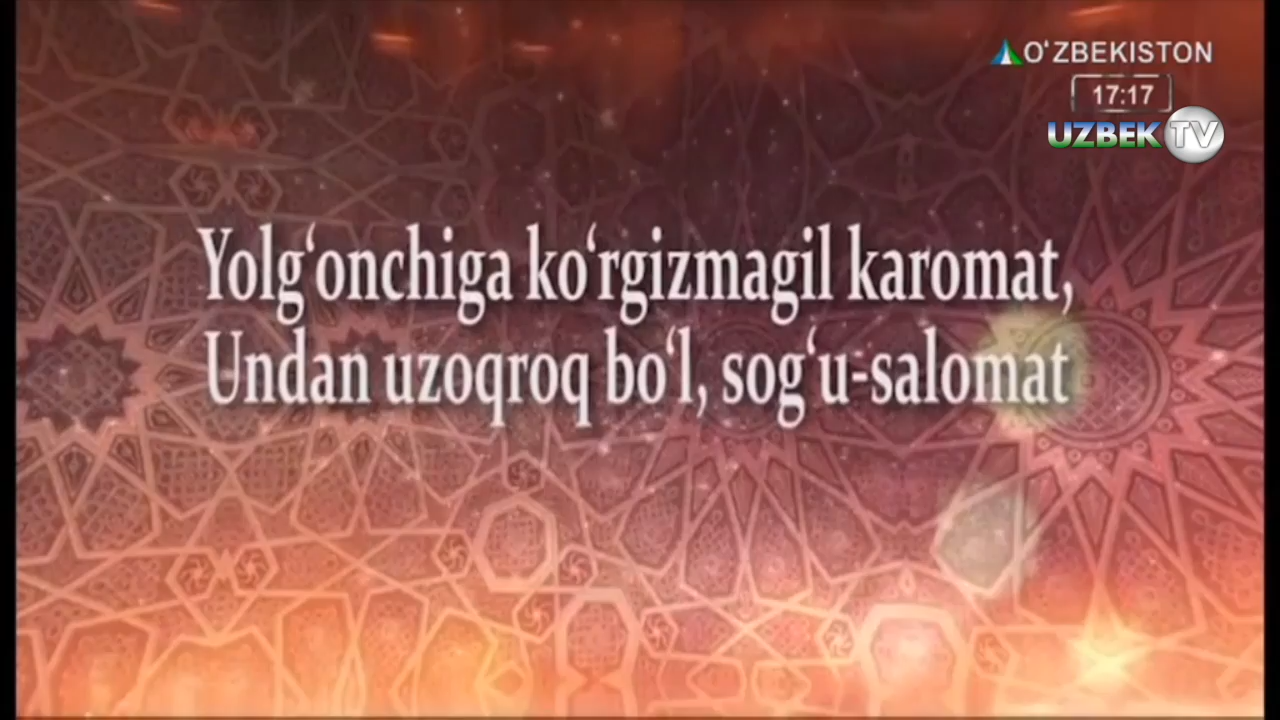 O‘ZBEKISTON
17:17
UZBEK TV
Yolg‘onchiga ko‘rgizmagil karomat,
Undan uzoqroq bo‘l, sog‘u-salomat